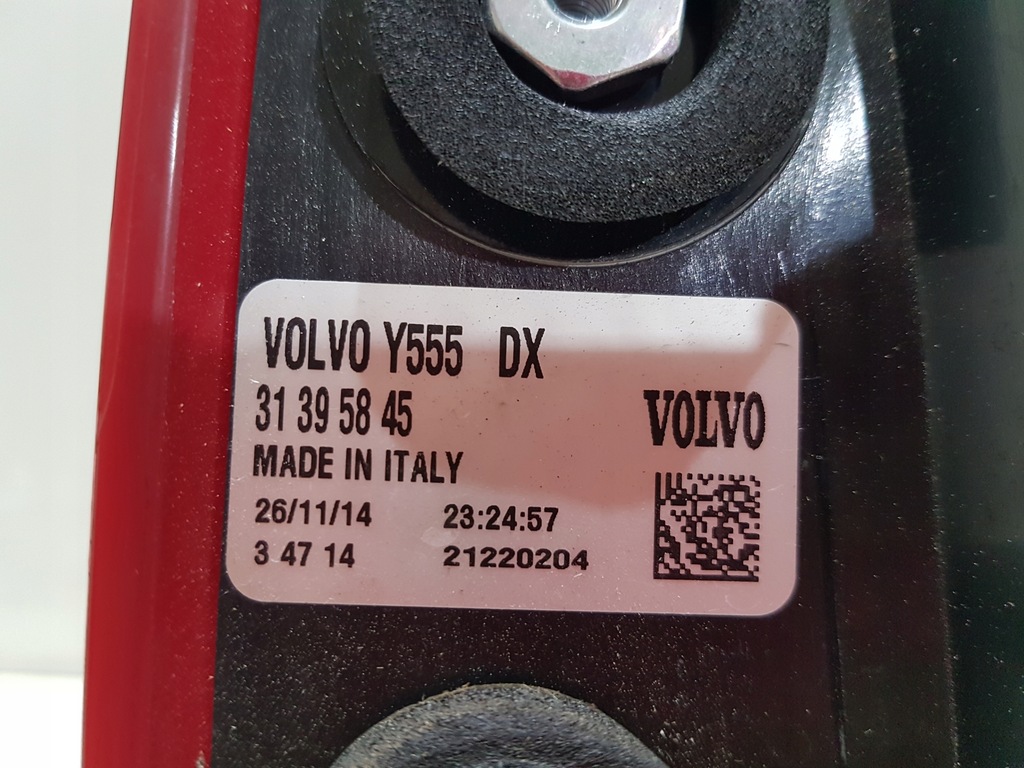 VOLVO Y555 DX
31 39 58 45
VOLVO
MADE IN ITALY
26/11/14 23:24:57
3 47 14 21220204